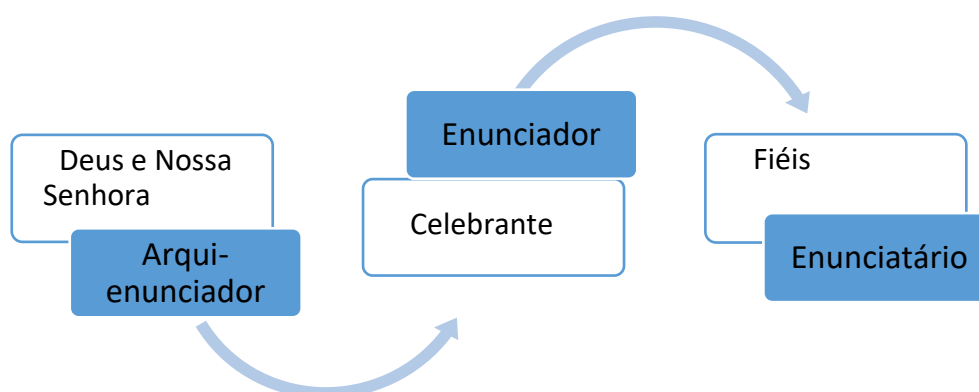 Deus e Nossa
Senhora
Arqui-
enunciador
Enunciador
Celebrante
Fiéis
Enunciatário